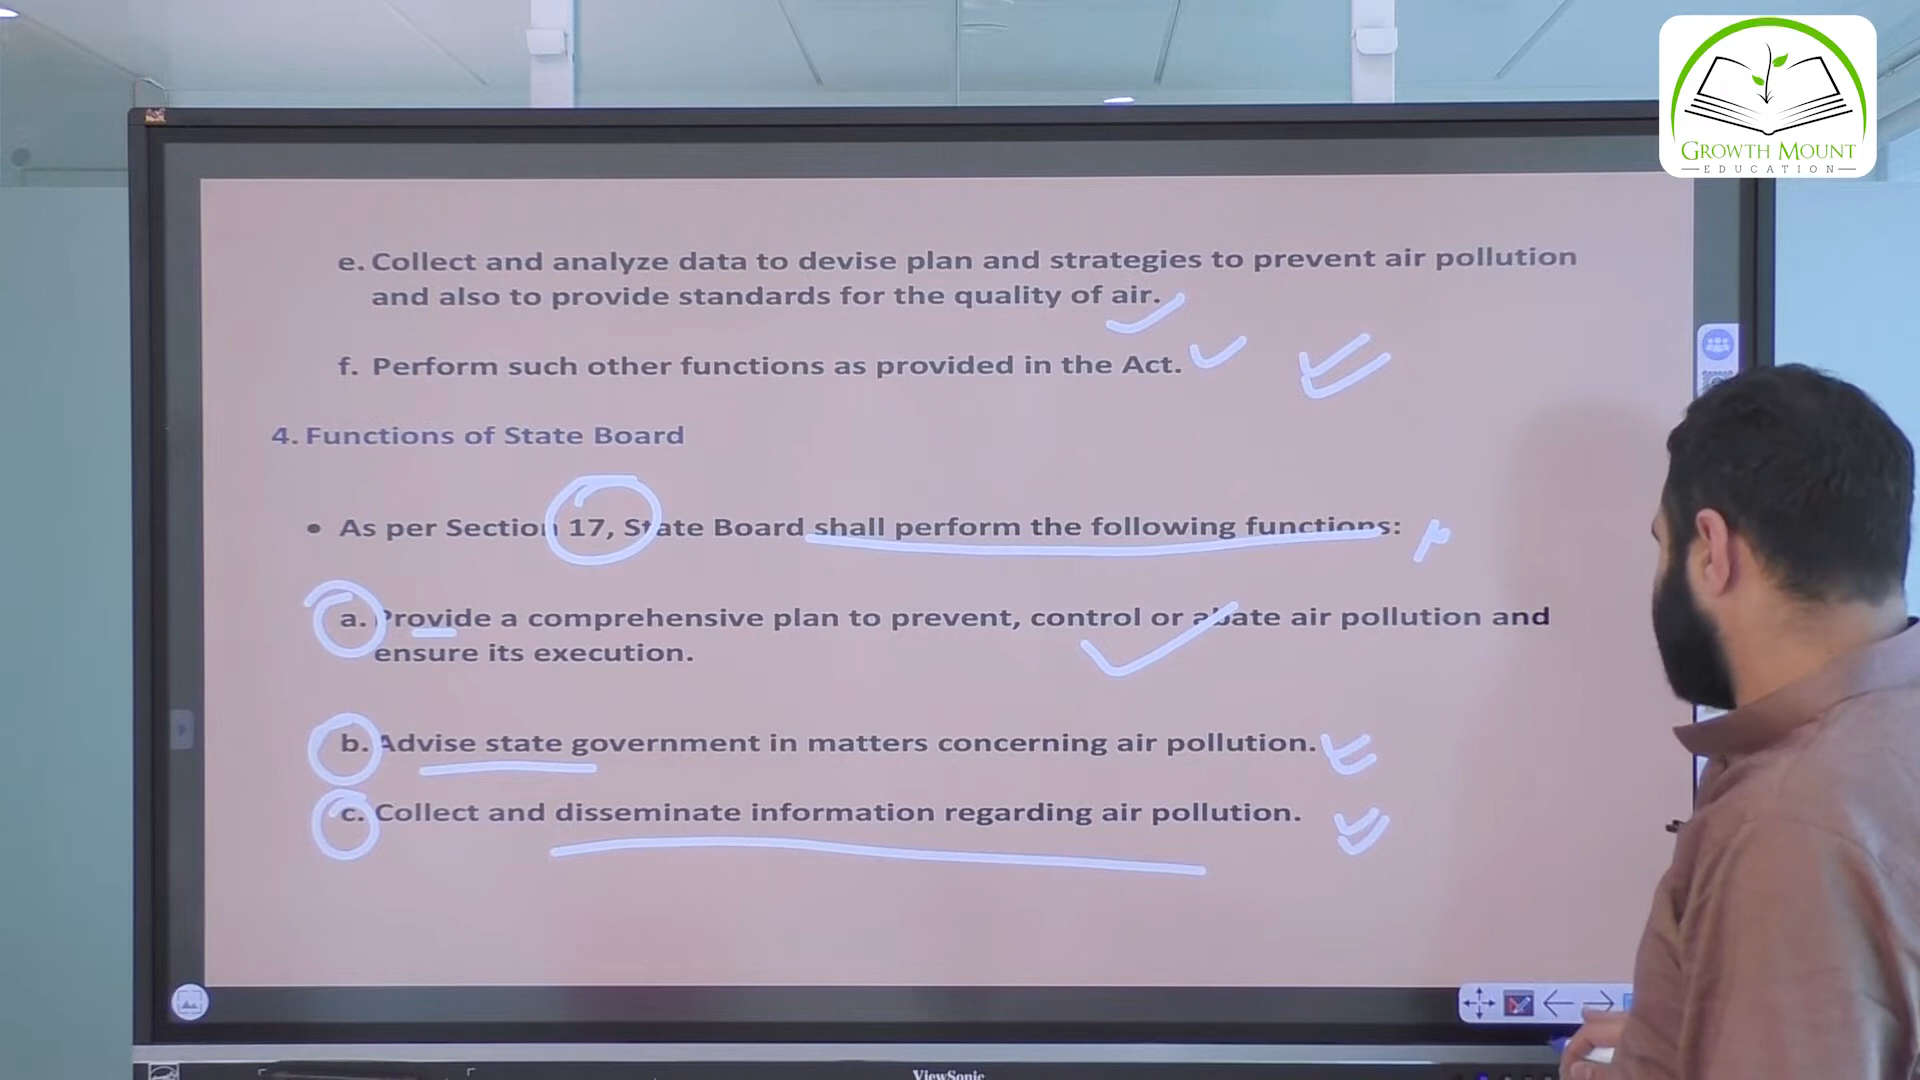 GROWTH MOUNT
EDUCATION
e. Collect and analyze data to devise plan and strategies to prevent air pollution
and also to provide standards for the quality of air.
f. Perform such other functions as provided in the Act.
4. Functions of State Board
• As per Section 17, State Board shall perform the following functions:
a. Provide a comprehensive plan to prevent, control or abate air pollution and
ensure its execution.
b. Advise state government in matters concerning air pollution.
c. Collect and disseminate information regarding air pollution.
ViewSonic